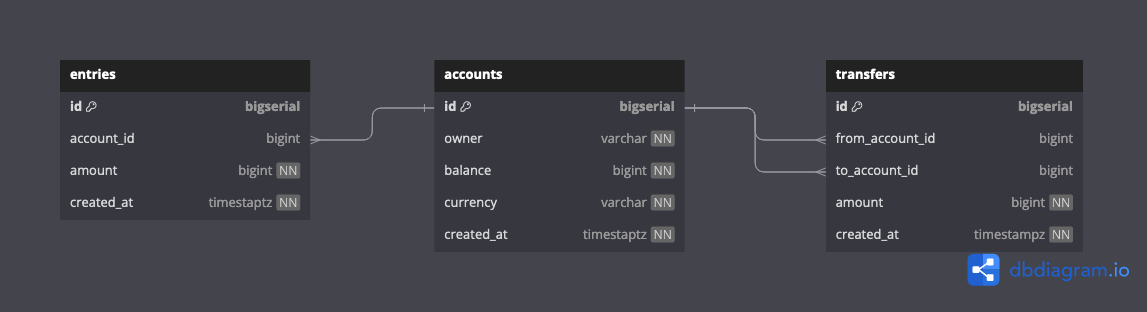 entries
id bigserial
account_id bigint
amount bigint NN
created_at timestaptz NN
accounts
id bigserial
owner varchar NN
balance bigint NN
currency varchar NN
created_at timestaptz NN
transfers
id bigserial
from_account_id bigint
to_account_id bigint
amount bigint NN
created_at timestampz NN
dbdiagram.io